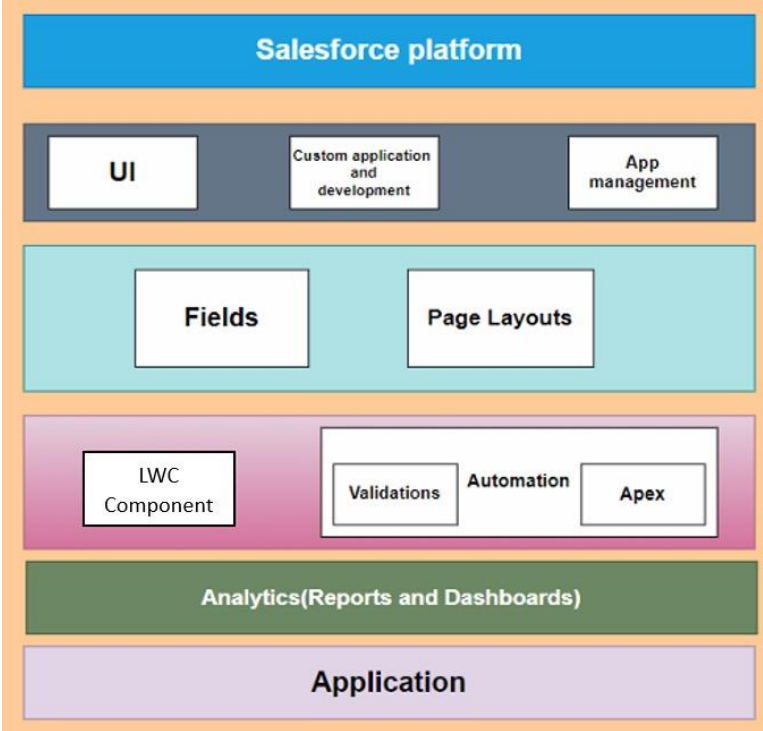 Salesforce platform
UI
Custom application
and
development
App
management
Fields
Page Layouts
LWC
Component
Validations
Automation
Apex
Analytics(Reports and Dashboards)
Application